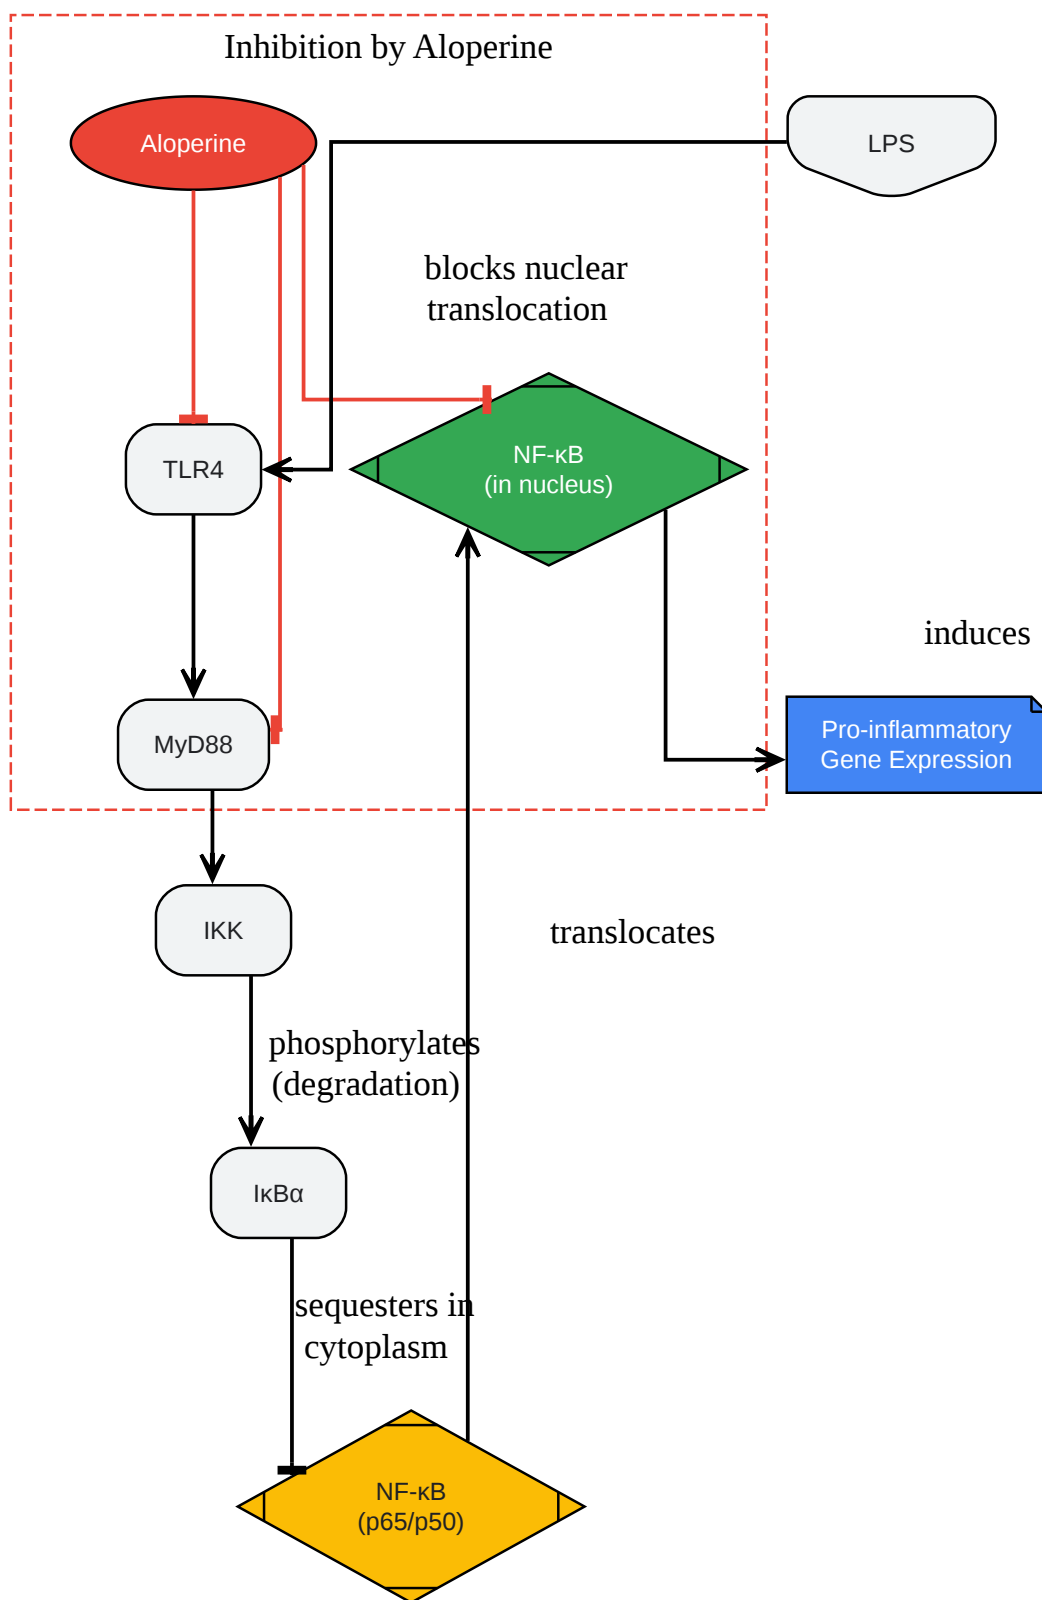 Inhibition by Aloperine
Aloperine
LPS
blocks nuclear
translocation
TLR4
NF-κB
(in nucleus)
induces
MyD88
Pro-inflammatory
Gene Expression
IKK
translocates
phosphorylates
(degradation)
IκBα
sequesters in
cytoplasm
NF-κB
(p65/p50)